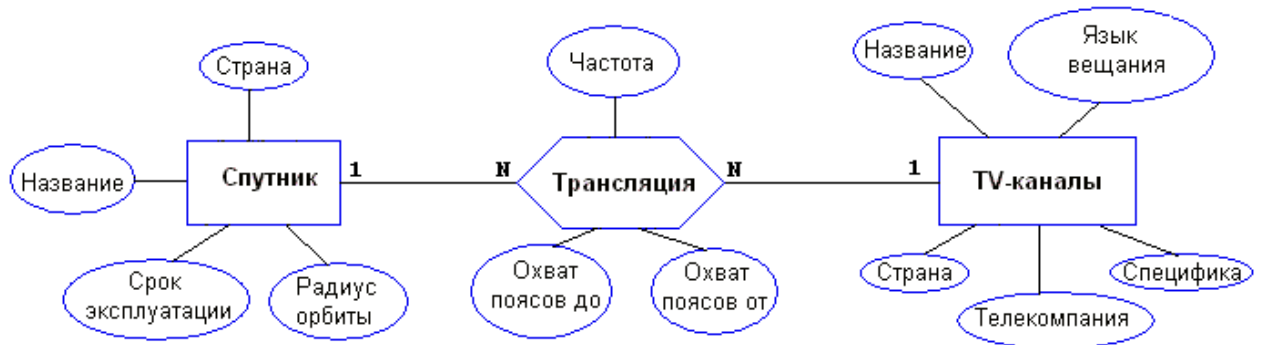 Страна
Частота
Название
Язык
вещания
Название
Спутник
1
N
Трансляция
N
1
TV-каналы
Срок
эксплуатации
Радиус
орбиты
Охват
поясов до
Охват
поясов от
Страна
Телекомпания
Специфика